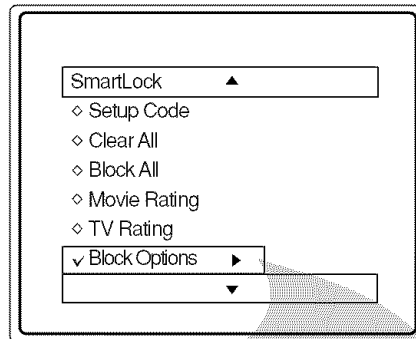 SmartLock ▲
◇ Setup Code
◇ Clear All
◇ Block All
◇ Movie Rating
◇ TV Rating
✓ Block Options ▶
▼